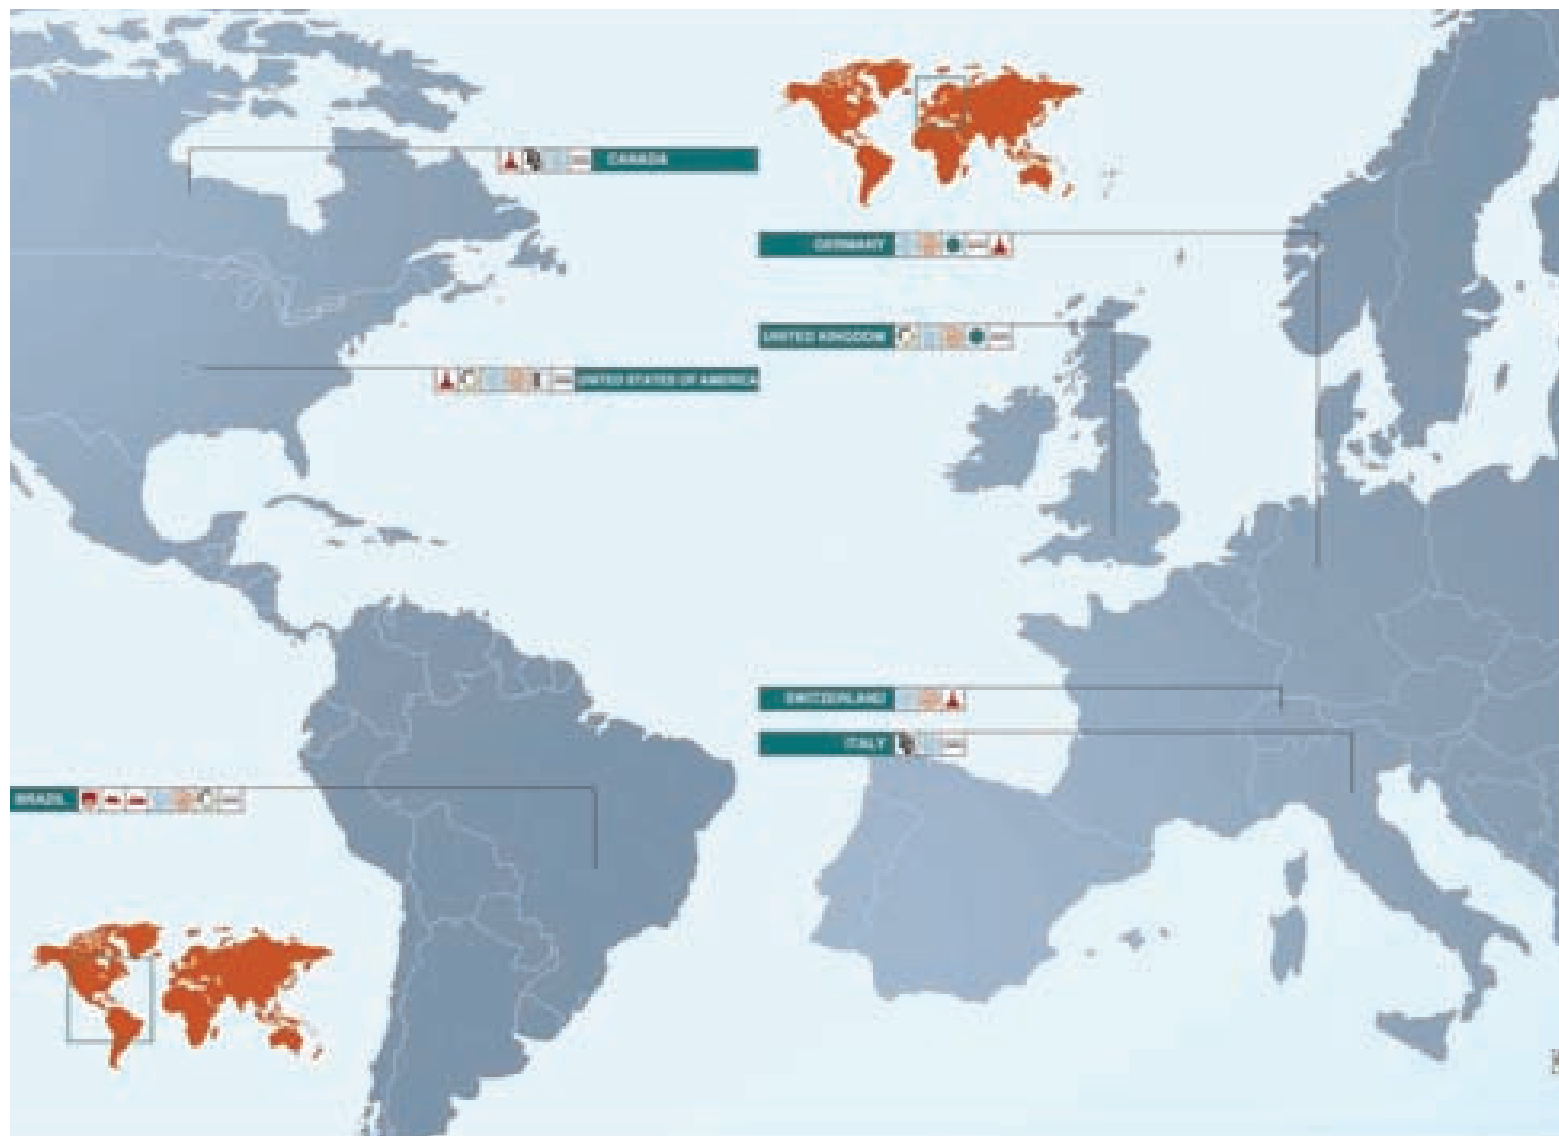 CANADA
GERMANY
UNITED KINGDOM
UNITED STATES OF AMERICA
SWITZERLAND
ITALY
BRAZIL